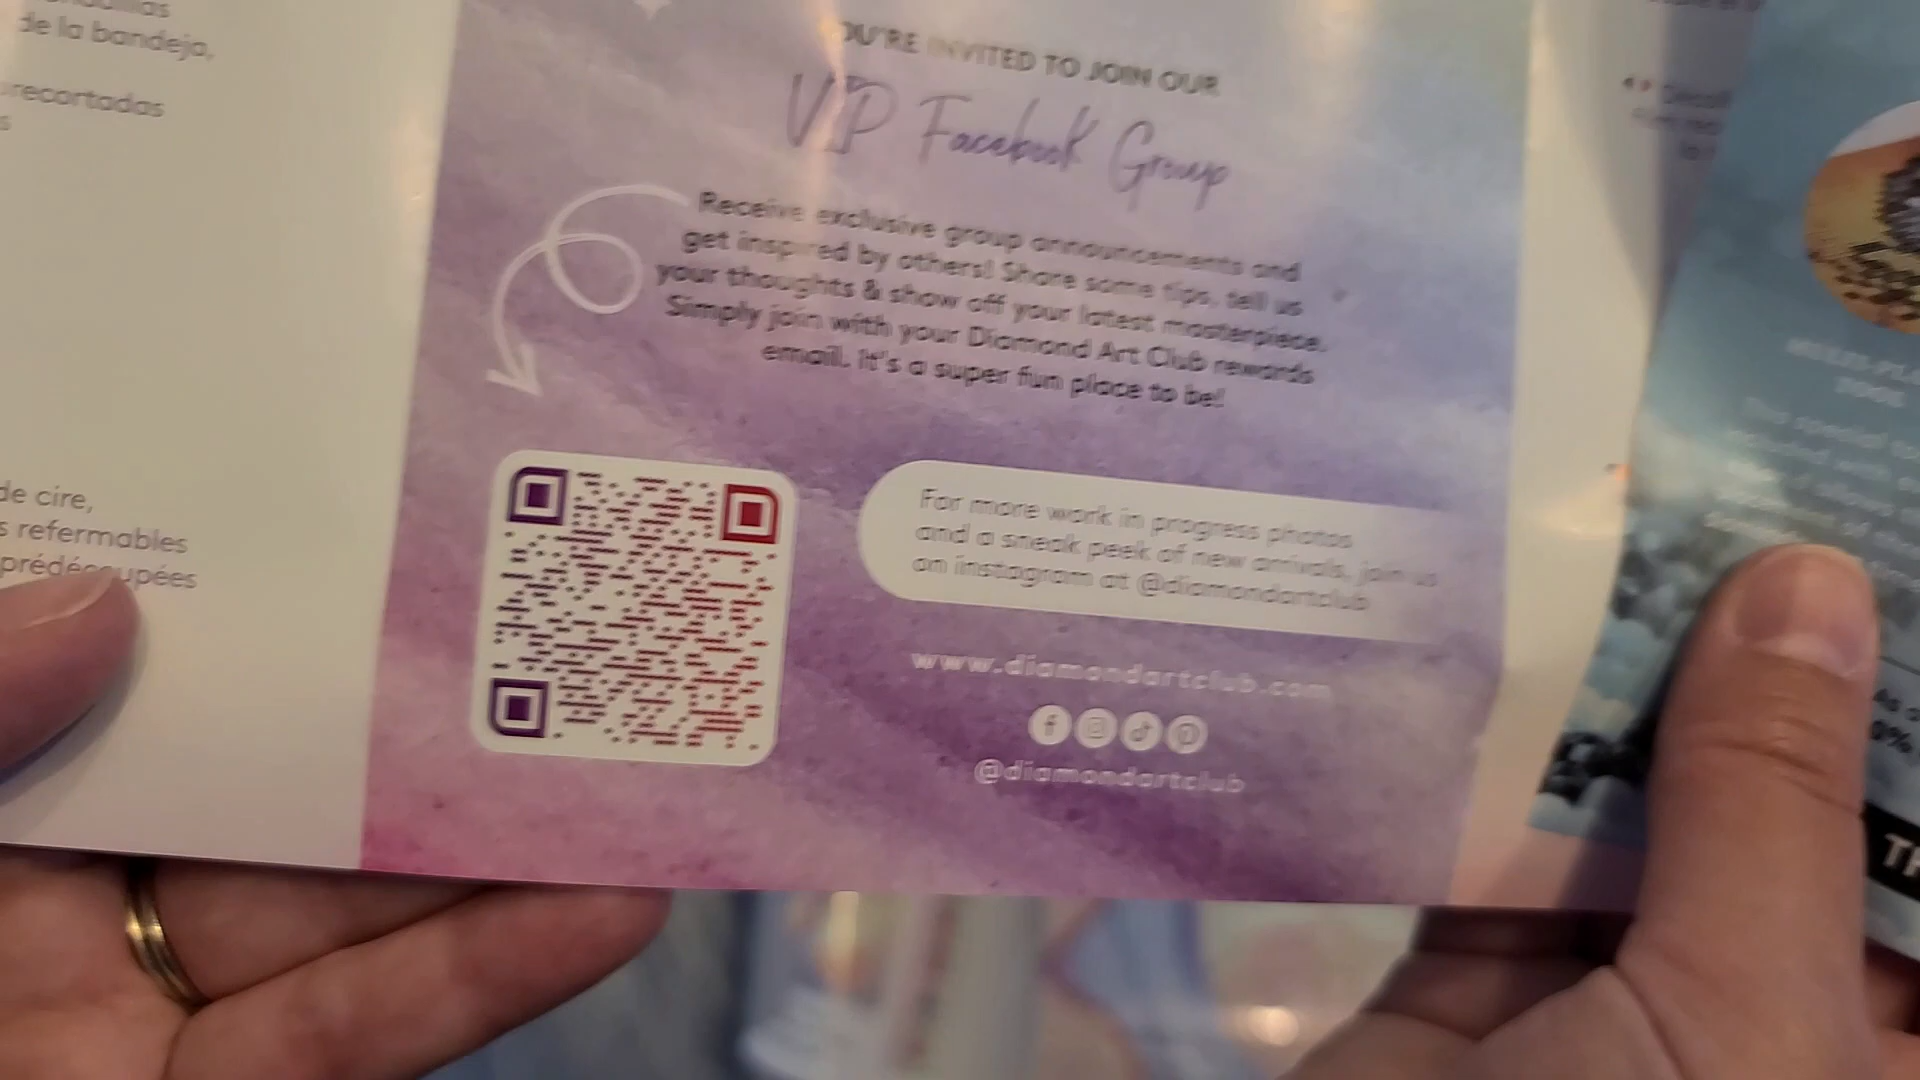 de la bandeja,
recortadas
de cire,
s refermables
prédécoupées
YOU'RE INVITED TO JOIN OUR
VIP Facebook Group
Receive exclusive group announcements and
get inspired by others! Share some tips, tell us
your thoughts & show off your latest masterpiece.
Simply join with your Diamond Art Club rewards
email. It's a super fun place to be!
For more work in progress photos
and a sneak peek of new arrivals, join us
on instagram at @diamondartclub
www.diamondartclub.com
@diamondartclub